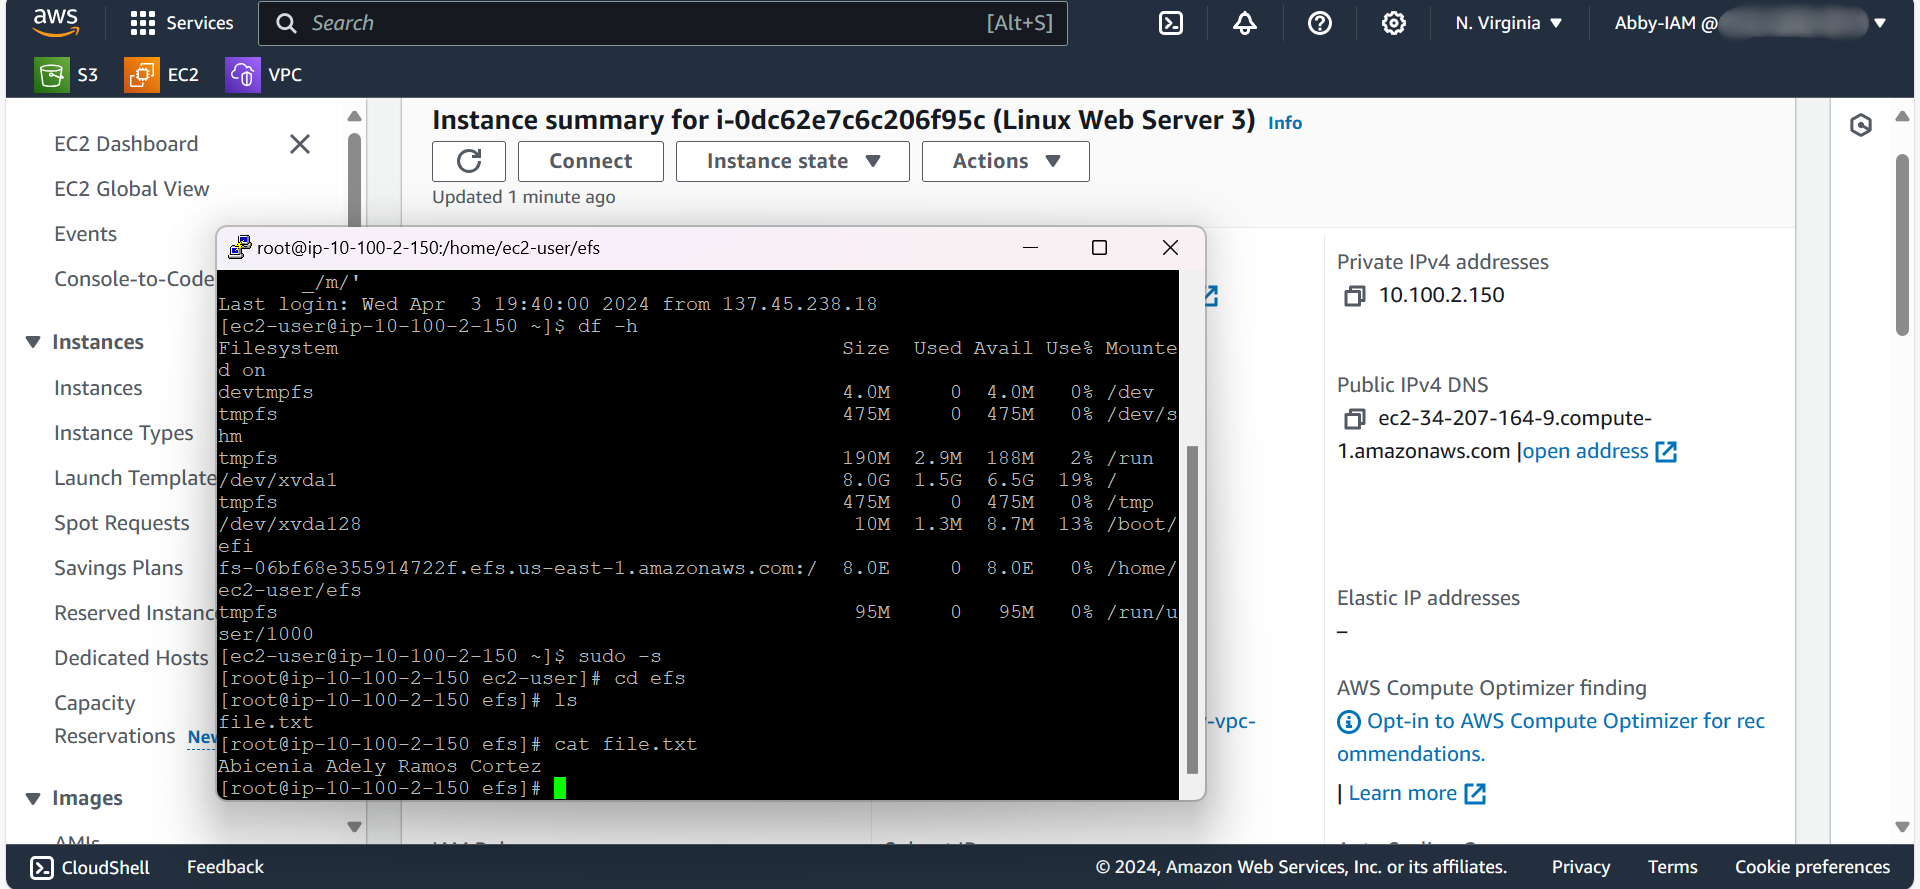 aws
Services
Search
[Alt+S]
N. Virginia
Abby-IAM @
S3
EC2
VPC
EC2 Dashboard
EC2 Global View
Events
Console-to-Code
Instances
Instances
Instance Types
Launch Template
Spot Requests
Savings Plans
Reserved Instanc
Dedicated Hosts
Capacity
Reservations New
Images
AMIs
Instance summary for i-0dc62e7c6c206f95c (Linux Web Server 3) Info
Connect
Instance state
Actions
Updated 1 minute ago
root@ip-10-100-2-150:/home/ec2-user/efs
_/m/'
Last login: Wed Apr  3 19:40:00 2024 from 137.45.238.18
[ec2-user@ip-10-100-2-150 ~]$ df -h
Filesystem Size Used Avail Use% Mounte
d on
devtmpfs 4.0M 0 4.0M 0% /dev
tmpfs 475M 0 475M 0% /dev/s
hm
tmpfs 190M 2.9M 188M 2% /run
/dev/xvda1 8.0G 1.5G 6.5G 19% /
tmpfs 475M 0 475M 0% /tmp
/dev/xvda128 10M 1.3M 8.7M 13% /boot/
efi
fs-06bf68e355914722f.efs.us-east-1.amazonaws.com:/ 8.0E 0 8.0E 0% /home/
ec2-user/efs
tmpfs 95M 0 95M 0% /run/u
ser/1000
[ec2-user@ip-10-100-2-150 ~]$ sudo -s
[root@ip-10-100-2-150 ec2-user]# cd efs
[root@ip-10-100-2-150 efs]# ls
file.txt
[root@ip-10-100-2-150 efs]# cat file.txt
Abicenia Adely Ramos Cortez
[root@ip-10-100-2-150 efs]#
-vpc-
Private IPv4 addresses
10.100.2.150
Public IPv4 DNS
ec2-34-207-164-9.compute-
1.amazonaws.com |open address
Elastic IP addresses
–
AWS Compute Optimizer finding
Opt-in to AWS Compute Optimizer for rec
ommendations.
| Learn more
CloudShell
Feedback
© 2024, Amazon Web Services, Inc. or its affiliates.
Privacy
Terms
Cookie preferences